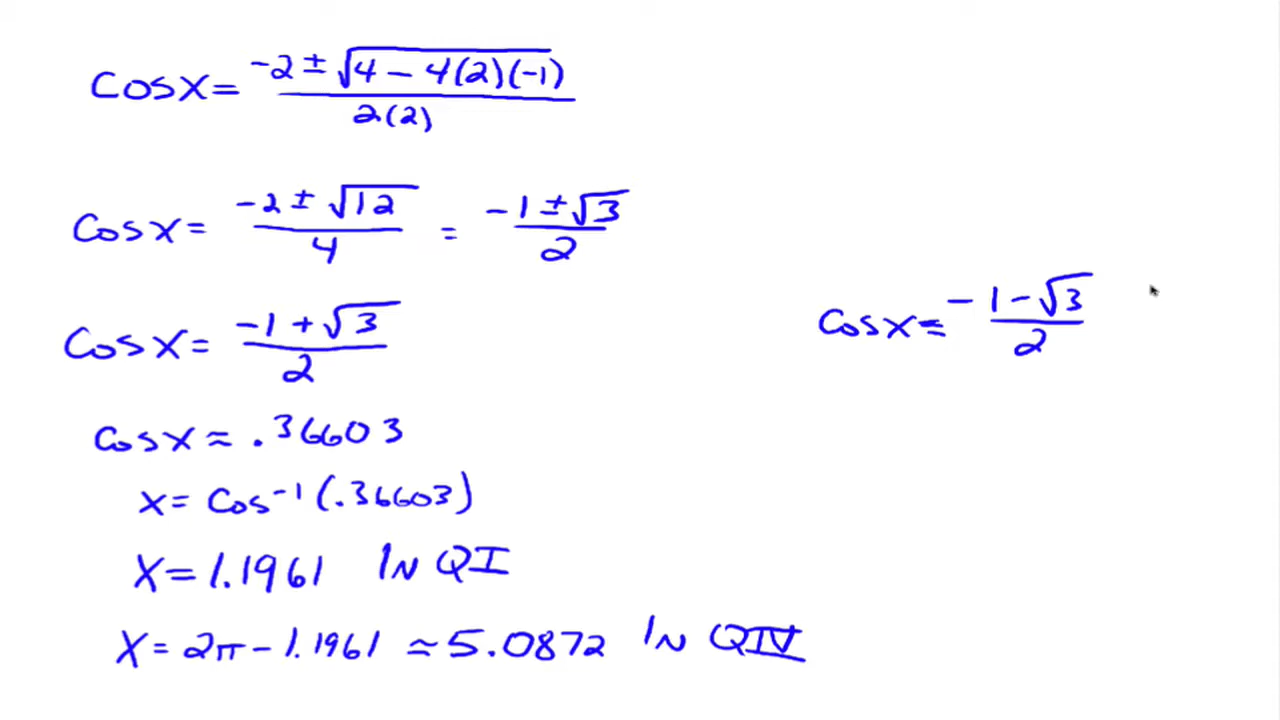 Cosx = (-2 ± √(4 - 4(2)(-1))) / 2(2)
Cosx = (-2 ± √12) / 4 = (-1 ± √3) / 2
Cosx = (-1 + √3) / 2
Cosx = (-1 - √3) / 2
Cosx ≈ .36603
x = Cos⁻¹(.36603)
X = 1.1961 IN QI
X = 2π - 1.1961 ≈ 5.0872 IN QIV